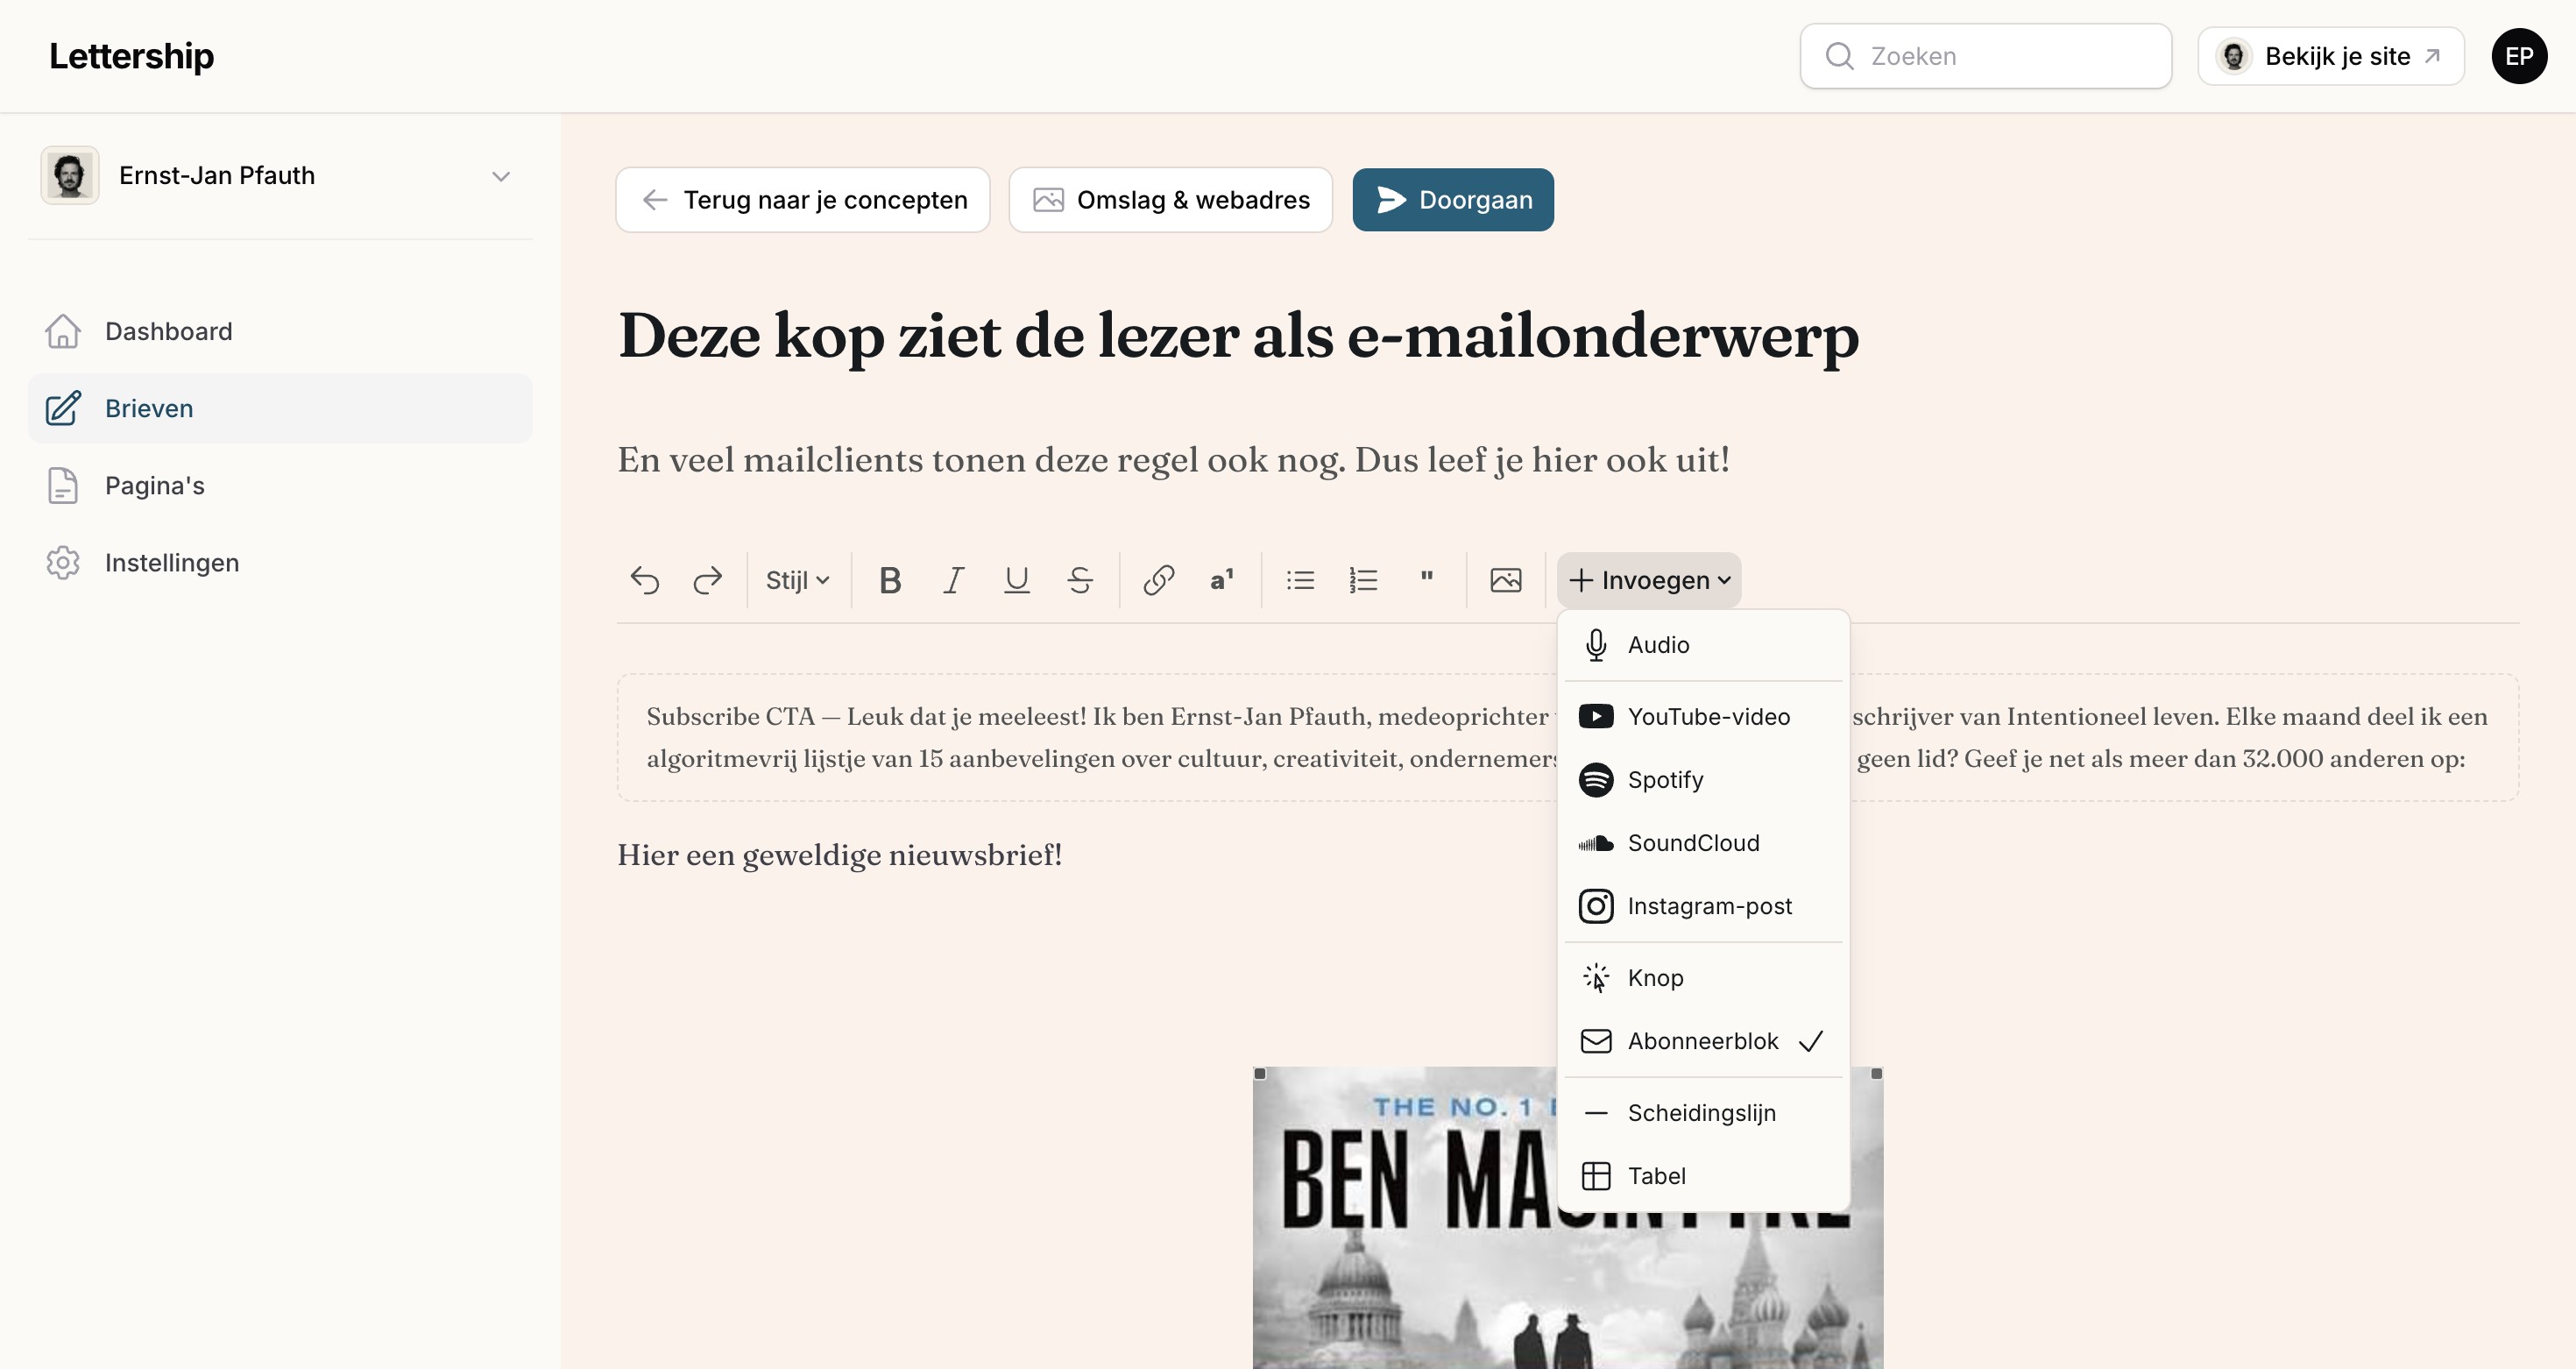 Lettership
Zoeken
Bekijk je site
EP
Ernst-Jan Pfauth
Dashboard
Brieven
Pagina's
Instellingen
Terug naar je concepten
Omslag & webadres
Doorgaan
Deze kop ziet de lezer als e-mailonderwerp
En veel mailclients tonen deze regel ook nog. Dus leef je hier ook uit!
Stijl
B I U S
a¹
"
Invoegen
Audio
YouTube-video
Spotify
SoundCloud
Instagram-post
Knop
Abonneerblok
Scheidingslijn
Tabel
Subscribe CTA — Leuk dat je meeleest! Ik ben Ernst-Jan Pfauth, medeoprichter schrijver van Intentioneel leven. Elke maand deel ik een
algoritmevrij lijstje van 15 aanbevelingen over cultuur, creativiteit, geen lid? Geef je net als meer dan 32.000 anderen op:
Hier een geweldige nieuwsbrief!
THE NO. 1
BEN